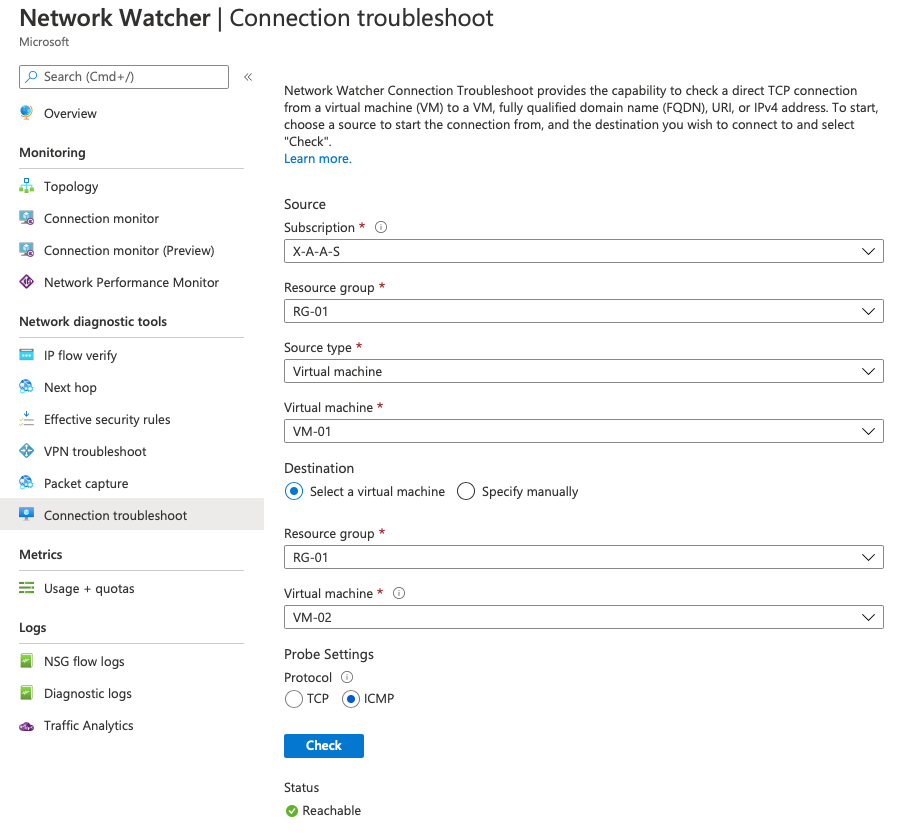 Network Watcher | Connection troubleshoot
Microsoft
Search (Cmd+/)
«
Overview
Monitoring
Topology
Connection monitor
Connection monitor (Preview)
Network Performance Monitor
Network diagnostic tools
IP flow verify
Next hop
Effective security rules
VPN troubleshoot
Packet capture
Connection troubleshoot
Metrics
Usage + quotas
Logs
NSG flow logs
Diagnostic logs
Traffic Analytics
Network Watcher Connection Troubleshoot provides the capability to check a direct TCP connection
from a virtual machine (VM) to a VM, fully qualified domain name (FQDN), URI, or IPv4 address. To start,
choose a source to start the connection from, and the destination you wish to connect to and select
"Check".
Learn more.
Source
Subscription *
X-A-A-S
Resource group *
RG-01
Source type *
Virtual machine
Virtual machine *
VM-01
Destination
Select a virtual machine Specify manually
Resource group *
RG-01
Virtual machine *
VM-02
Probe Settings
Protocol
TCP ICMP
Check
Status
Reachable